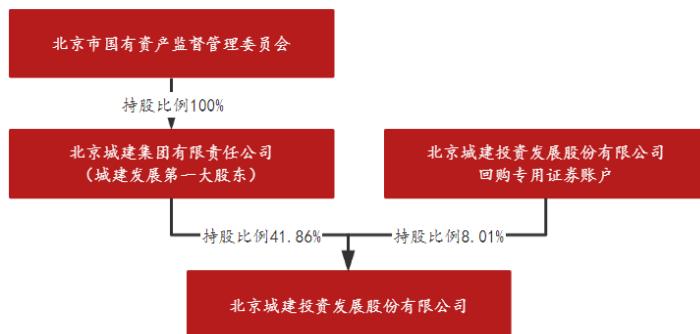 北京市国有资产监督管理委员会
持股比例100%
北京城建集团有限责任公司
（城建发展第一大股东）
北京城建投资发展股份有限公司
回购专用证券账户
持股比例41.86%
持股比例8.01%
北京城建投资发展股份有限公司